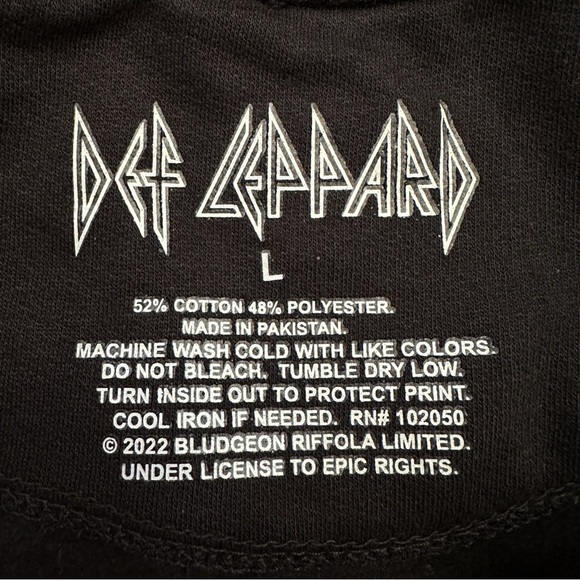 DEF LEPPARD
L
52% COTTON 48% POLYESTER.
MADE IN PAKISTAN.
MACHINE WASH COLD WITH LIKE COLORS.
DO NOT BLEACH. TUMBLE DRY LOW.
TURN INSIDE OUT TO PROTECT PRINT.
COOL IRON IF NEEDED. RN# 102050
© 2022 BLUDGEON RIFFOLA LIMITED.
UNDER LICENSE TO EPIC RIGHTS.